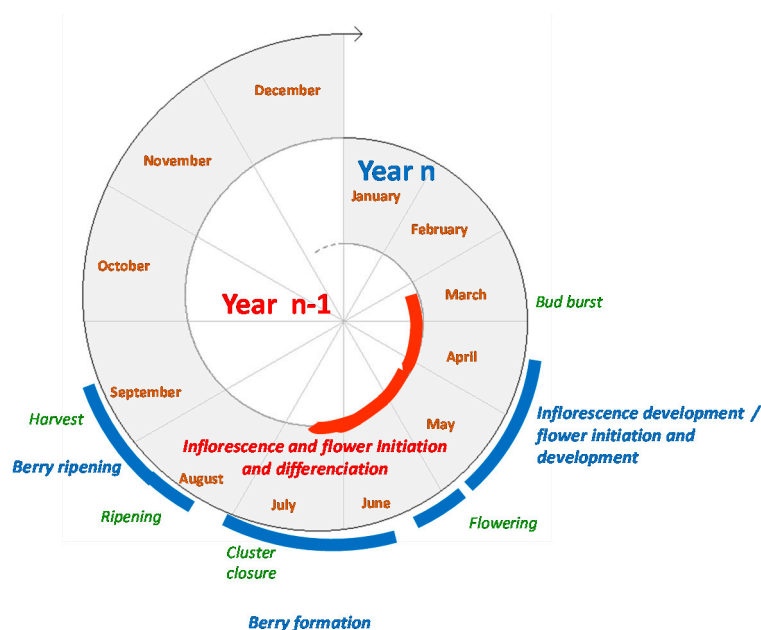 December
Year n
January
November
February
October
March
Bud burst
Year n-1
April
September
Harvest
May
Inflorescence development /
flower initiation and
development
Inflorescence and flower Initiation
and differenciation
Berry ripening
August
July
June
Ripening
Flowering
Cluster
closure
Berry formation